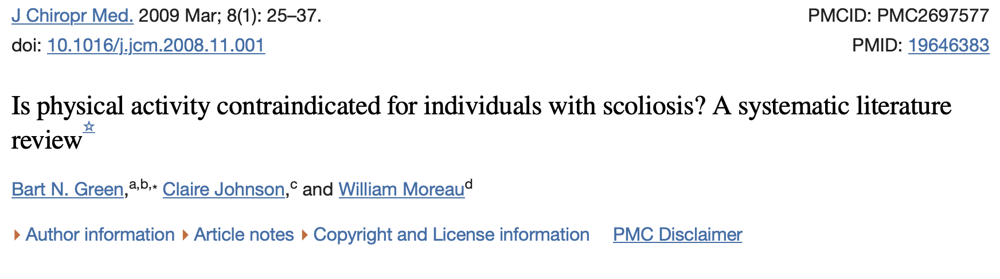 J Chiropr Med. 2009 Mar; 8(1): 25–37.
PMCID: PMC2697577
doi: 10.1016/j.jcm.2008.11.001
PMID: 19646383
Is physical activity contraindicated for individuals with scoliosis? A systematic literature
review☆
Bart N. Green,a,b,* Claire Johnson,c and William Moreaud
Author information Article notes Copyright and License information PMC Disclaimer